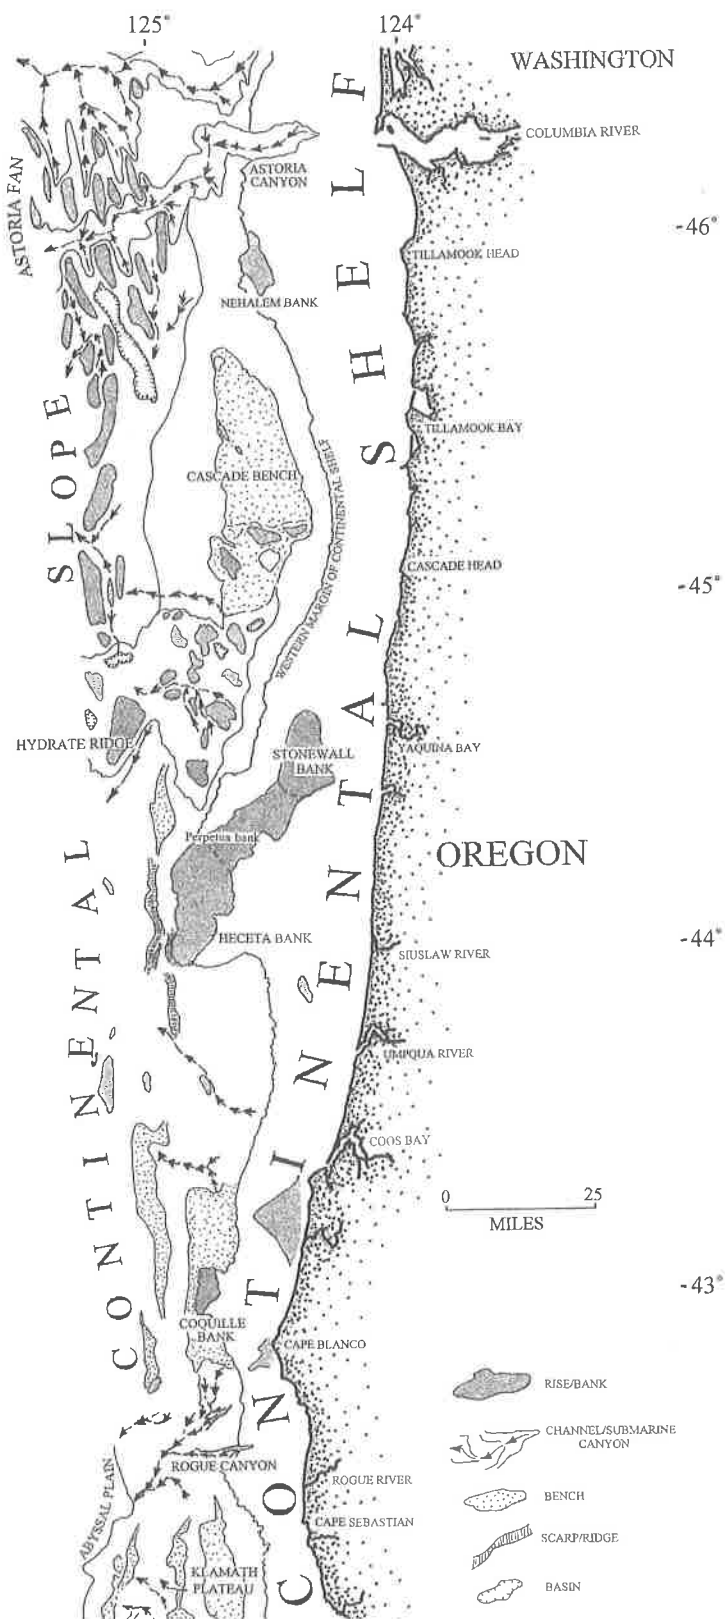 125° 124°
WASHINGTON
COLUMBIA RIVER
ASTORIA FAN
ASTORIA
CANYON
-46°
TILLAMOOK HEAD
NEHALEM BANK
TILLAMOOK BAY
CASCADE BENCH
WESTERN MARGIN OF CONTINENTAL SHELF
CASCADE HEAD
-45°
HYDRATE RIDGE
STONEWALL
BANK
YAQUINA BAY
Perpetua bank
OREGON
HECETA BANK
-44°
SIUSLAW RIVER
UMPQUA RIVER
COOS BAY
0 25
MILES
-43°
COQUILLE
BANK
CAPE BLANCO
ROGUE CANYON
ROGUE RIVER
ABYSSAL PLAIN
CAPE SEBASTIAN
KLAMATH
PLATEAU
CONTINENTAL SLOPE
CONTINENTAL SHELF
RISE/BANK
CHANNEL/SUBMARINE
CANYON
BENCH
SCARP/RIDGE
BASIN